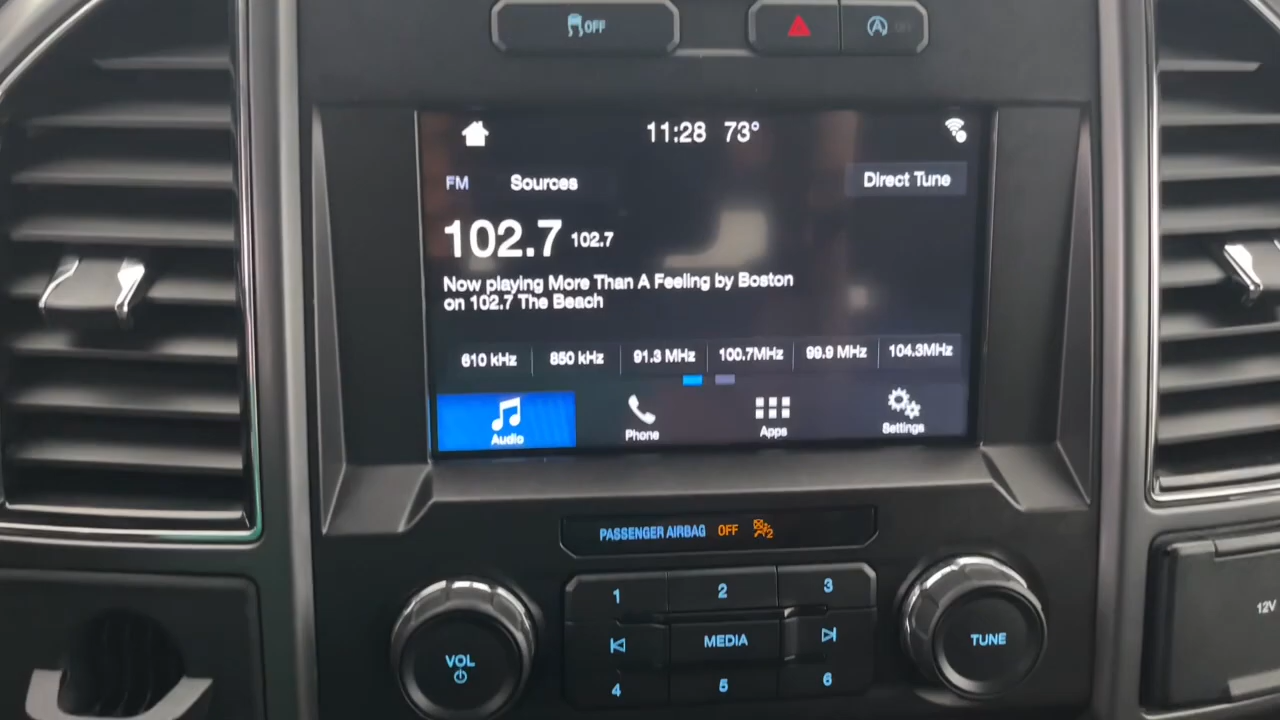 OFF
11:28 73°
FM Sources Direct Tune
102.7 102.7
Now playing More Than A Feeling by Boston
on 102.7 The Beach
610 kHz 850 kHz 91.3 MHz 100.7MHz 99.9 MHz 104.3MHz
Audio Phone Apps Settings
PASSENGER AIRBAG OFF 2
1 2 3
VOL MEDIA TUNE
4 5 6
12V